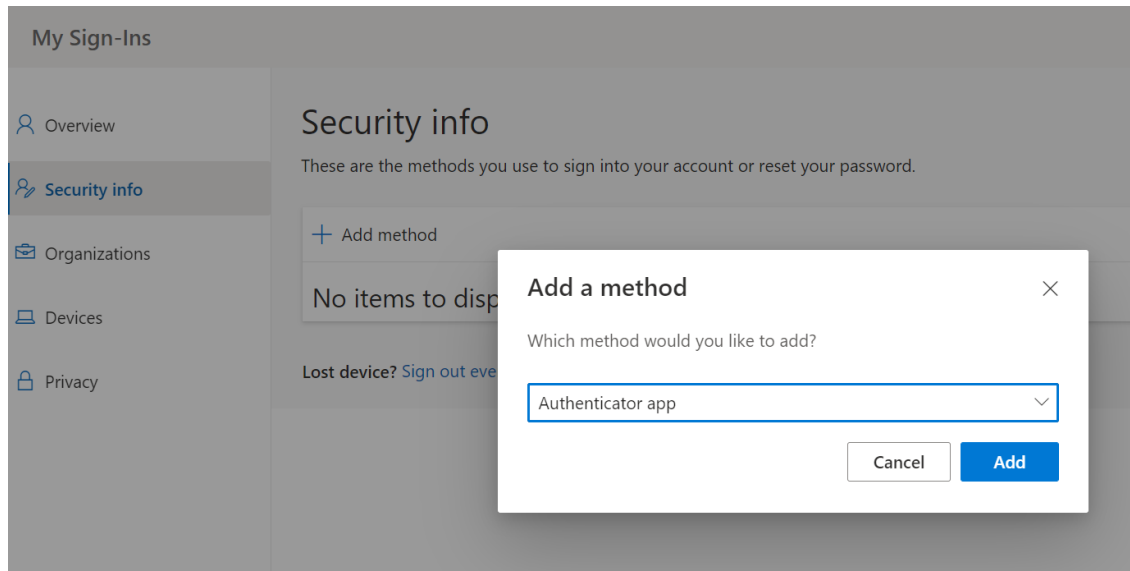 My Sign-Ins
Overview
Security info
Organizations
Devices
Privacy
Security info
These are the methods you use to sign into your account or reset your password.
Add method
No items to disp
Lost device? Sign out eve
Add a method
Which method would you like to add?
Authenticator app
Cancel
Add